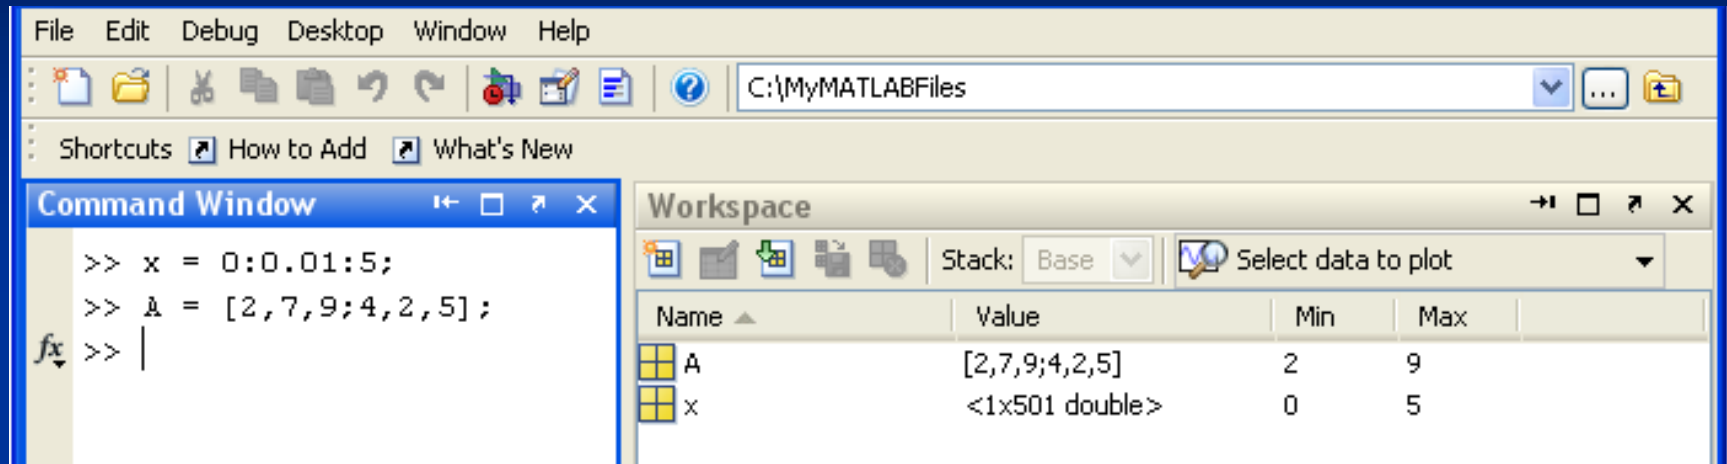 File Edit Debug Desktop Window Help
C:\MyMATLABFiles ...
Shortcuts How to Add What's New
Command Window
>> x = 0:0.01:5;
>> A = [2,7,9;4,2,5];
fx >>
Workspace
Stack: Base Select data to plot
Name Value Min Max
A [2,7,9;4,2,5] 2 9
x <1x501 double> 0 5